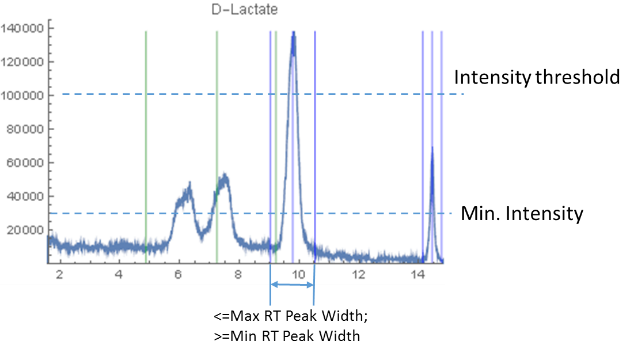 D-Lactate
140000
120000
Intensity threshold
100000
80000
60000
40000
Min. Intensity
20000
2 4 6 8 10 12 14
<=Max RT Peak Width;
>=Min RT Peak Width